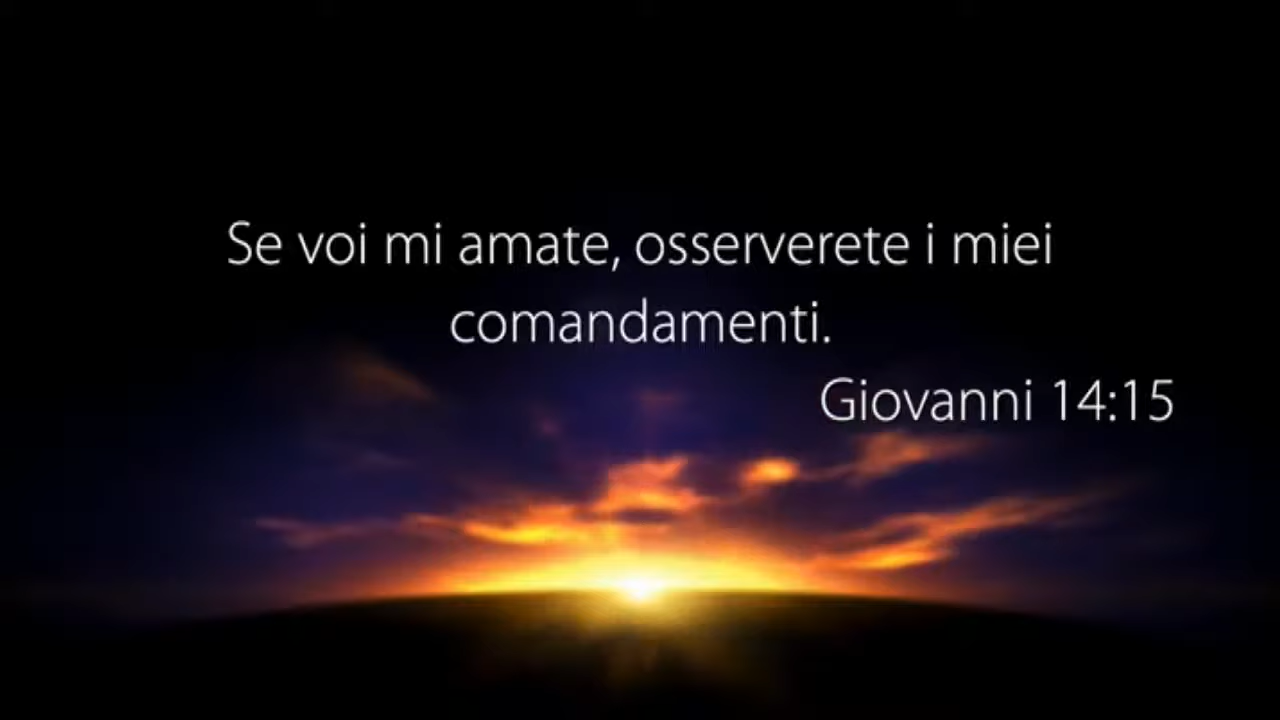 Se voi mi amate, osserverete i miei
comandamenti.
Giovanni 14:15